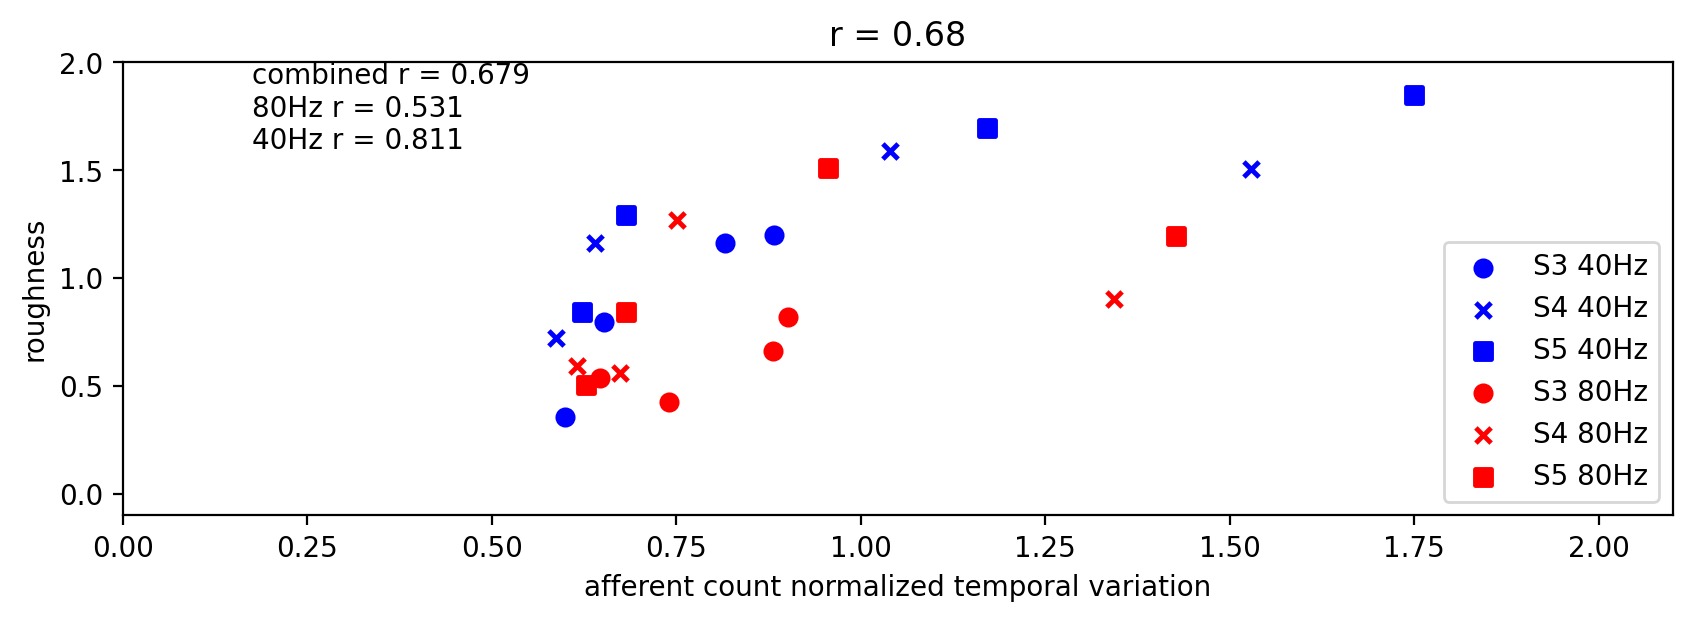 r = 0.68
combined r = 0.679
80Hz r = 0.531
40Hz r = 0.811
2.0
1.5
1.0
0.5
0.0
roughness
S3 40Hz
S4 40Hz
S5 40Hz
S3 80Hz
S4 80Hz
S5 80Hz
0.00 0.25 0.50 0.75 1.00 1.25 1.50 1.75 2.00
afferent count normalized temporal variation